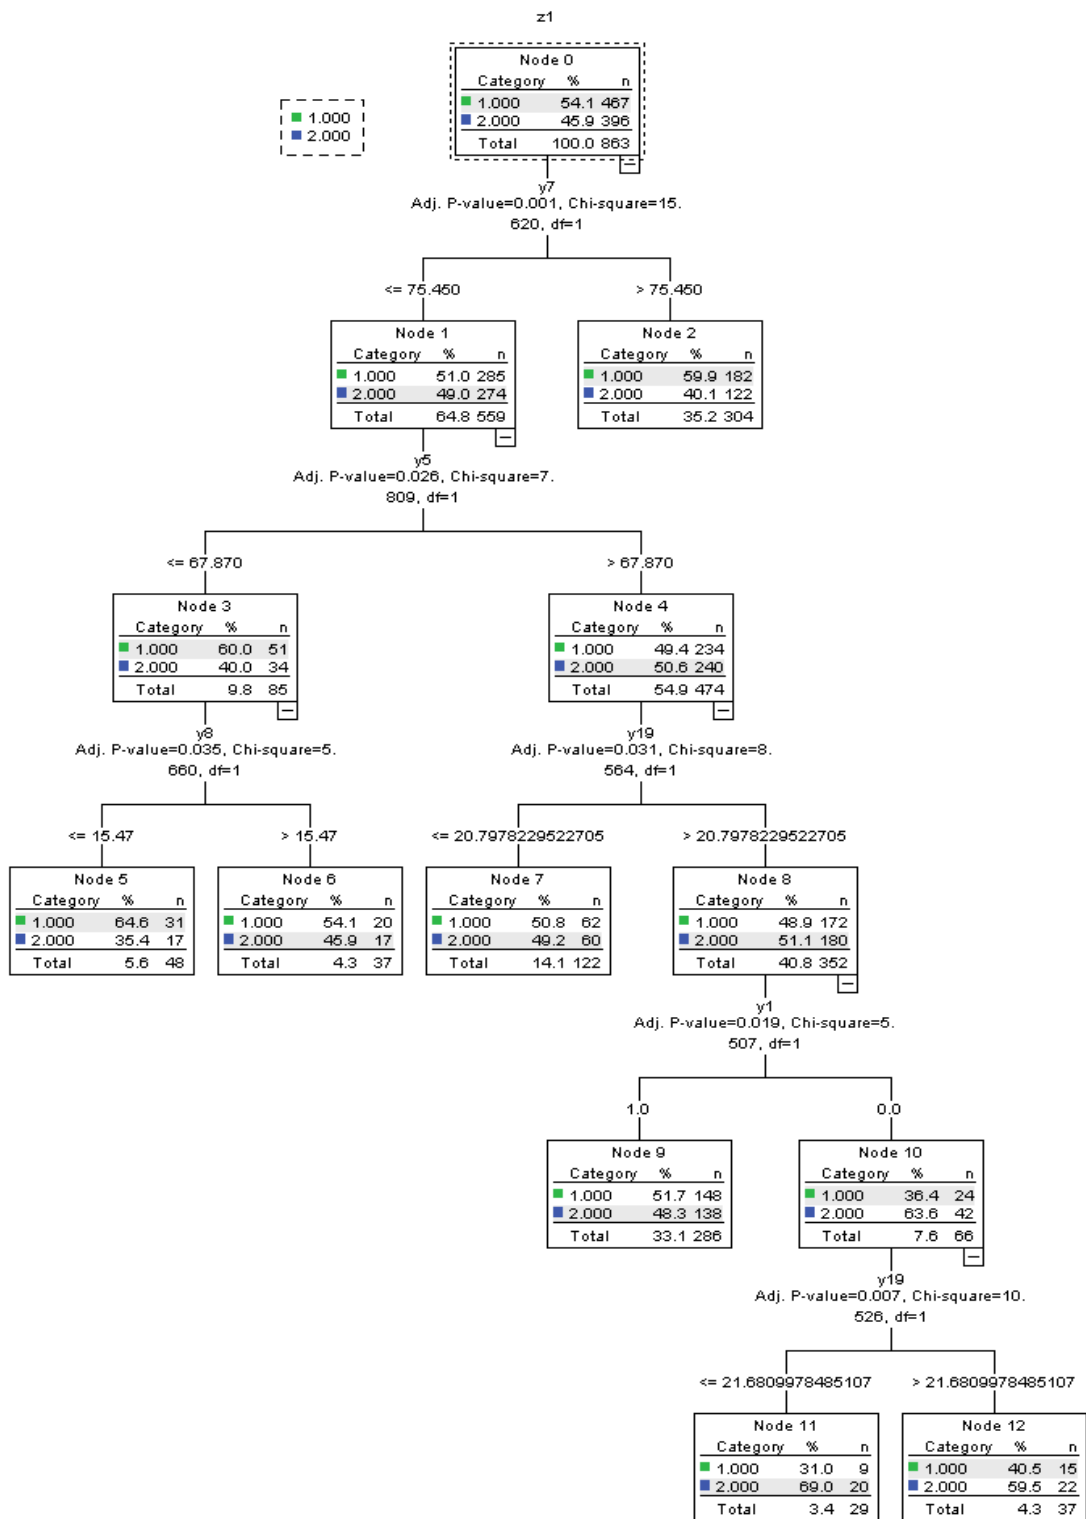 z1
1.000
2.000
Node 0
Category % n
1.000 54.1 467
2.000 45.9 396
Total 100.0 863
y7
Adj. P-value=0.001, Chi-square=15.
620, df=1
<= 75.450
> 75.450
Node 1
Category % n
1.000 51.0 285
2.000 49.0 274
Total 64.8 559
Node 2
Category % n
1.000 59.9 182
2.000 40.1 122
Total 35.2 304
y5
Adj. P-value=0.026, Chi-square=7.
809, df=1
<= 67.870
> 67.870
Node 3
Category % n
1.000 60.0 51
2.000 40.0 34
Total 9.8 85
Node 4
Category % n
1.000 49.4 234
2.000 50.6 240
Total 54.9 474
y8
Adj. P-value=0.035, Chi-square=5.
660, df=1
y19
Adj. P-value=0.031, Chi-square=8.
564, df=1
<= 15.47
> 15.47
<= 20.7978229522705
> 20.7978229522705
Node 5
Category % n
1.000 64.6 31
2.000 35.4 17
Total 5.6 48
Node 6
Category % n
1.000 54.1 20
2.000 45.9 17
Total 4.3 37
Node 7
Category % n
1.000 50.8 62
2.000 49.2 60
Total 14.1 122
Node 8
Category % n
1.000 48.9 172
2.000 51.1 180
Total 40.8 352
y1
Adj. P-value=0.019, Chi-square=5.
507, df=1
1.0
0.0
Node 9
Category % n
1.000 51.7 148
2.000 48.3 138
Total 33.1 286
Node 10
Category % n
1.000 36.4 24
2.000 63.6 42
Total 7.6 66
y19
Adj. P-value=0.007, Chi-square=10.
526, df=1
<= 21.6809978485107
> 21.6809978485107
Node 11
Category % n
1.000 31.0 9
2.000 69.0 20
Total 3.4 29
Node 12
Category % n
1.000 40.5 15
2.000 59.5 22
Total 4.3 37